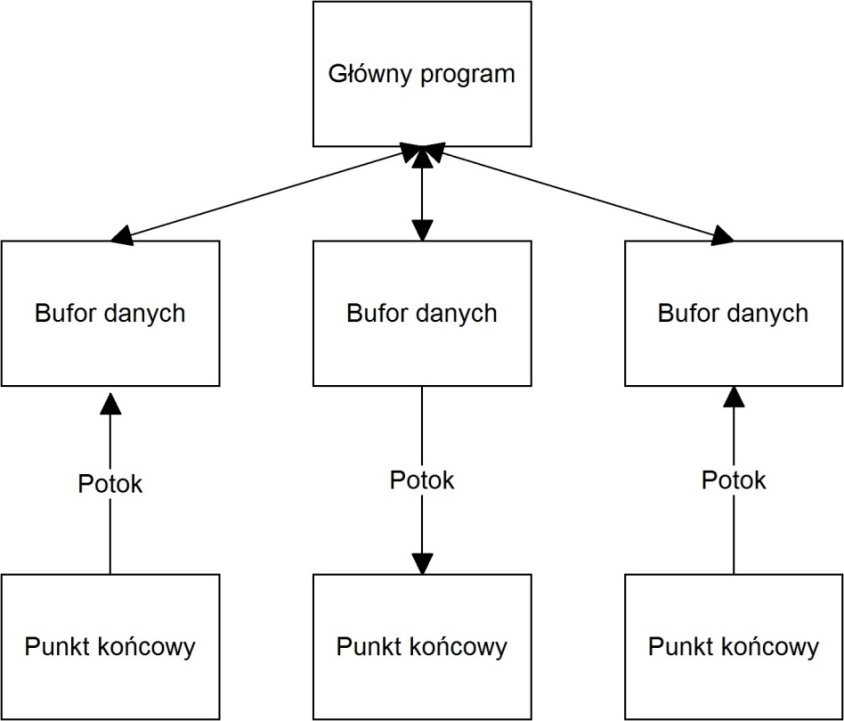 Główny program
Bufor danych
Bufor danych
Bufor danych
Potok
Potok
Potok
Punkt końcowy
Punkt końcowy
Punkt końcowy